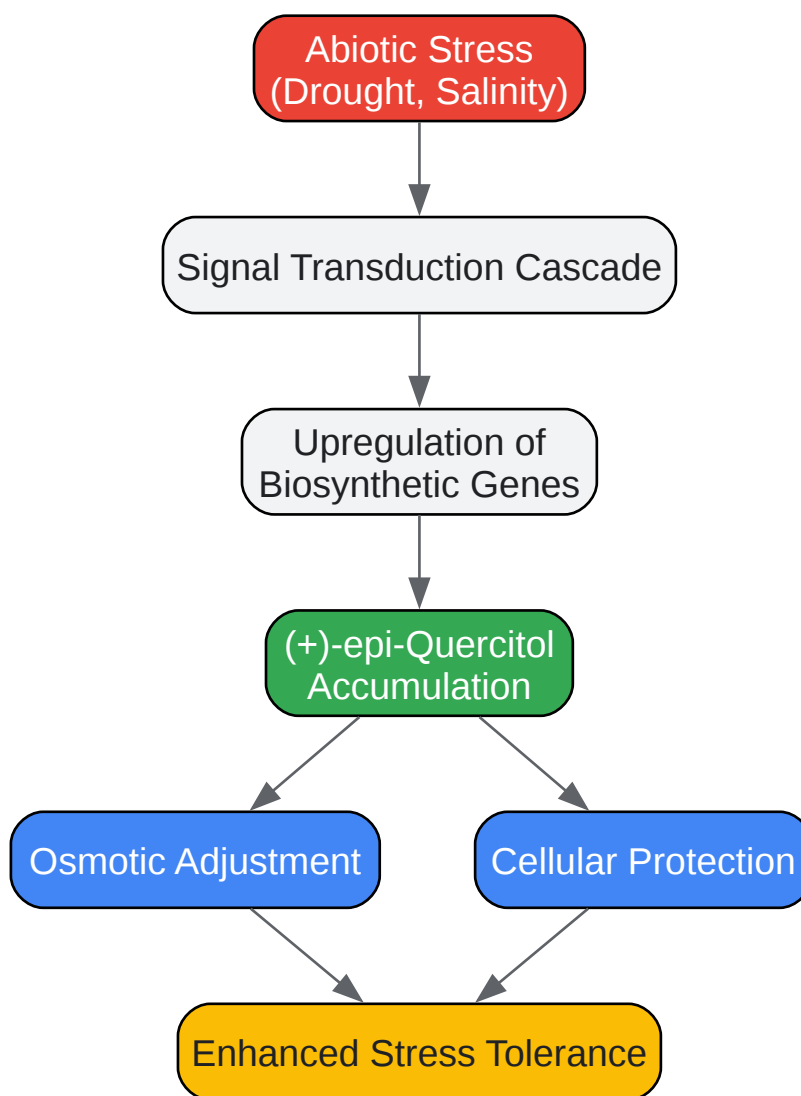 Abiotic Stress
(Drought, Salinity)
Signal Transduction Cascade
Upregulation of
Biosynthetic Genes
(+)-epi-Quercitol
Accumulation
Osmotic Adjustment
Cellular Protection
Enhanced Stress Tolerance